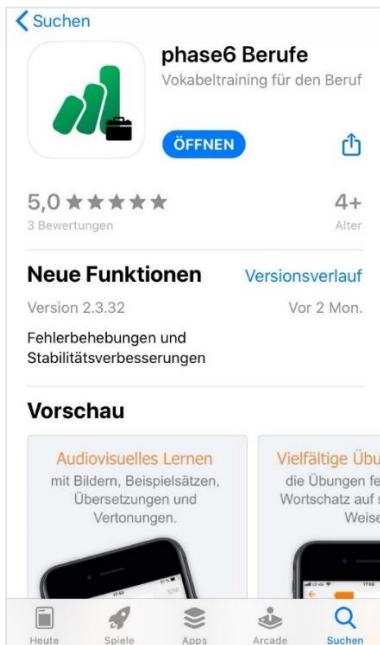 Suchen
phase6 Berufe
Vokabeltraining für den Beruf
ÖFFNEN
5,0 ★★★★★
4+
3 Bewertungen
Alter
Neue Funktionen
Versionsverlauf
Version 2.3.32
Vor 2 Mon.
Fehlerbehebungen und
Stabilitätsverbesserungen
Vorschau
Audiovisuelles Lernen
mit Bildern, Beispielsätzen,
Übersetzungen und
Vertonungen.
Vielfältige Übu
die Übungen fe
Wortschatz auf s
Weise
Heute
Spiele
Apps
Arcade
Suchen